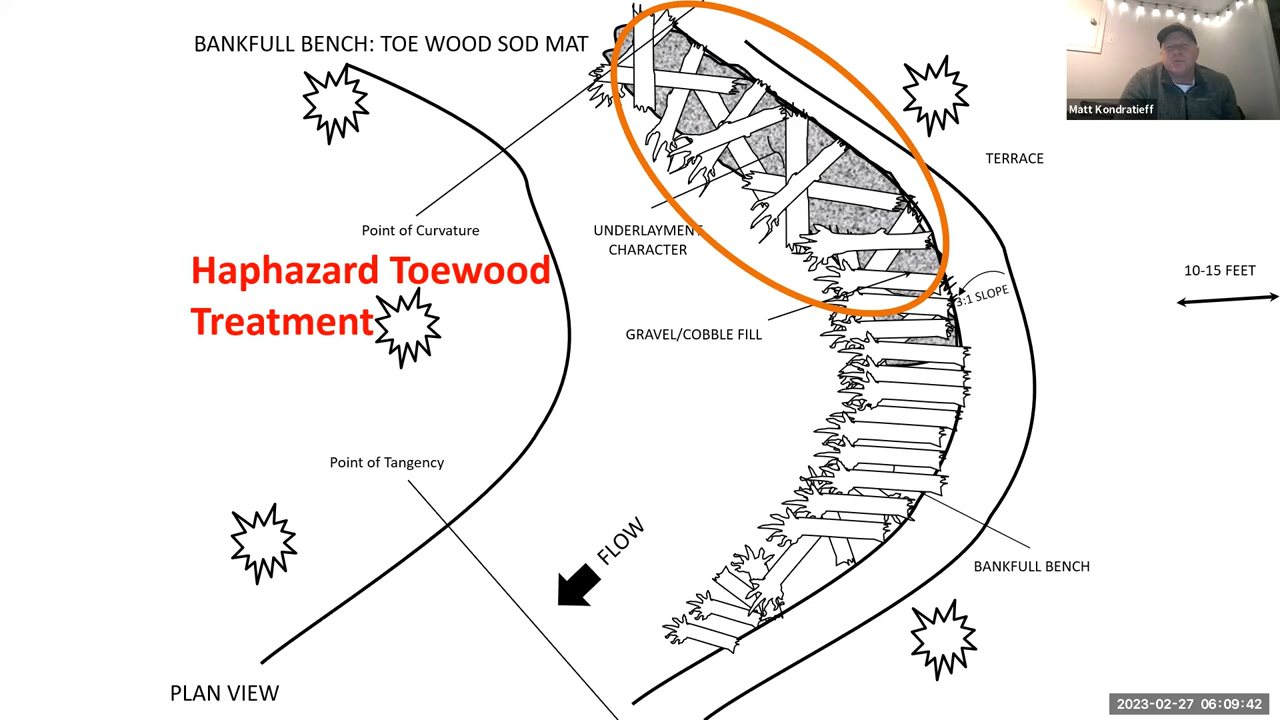 BANKFULL BENCH: TOE WOOD SOD MAT
Matt Kondratieff
TERRACE
Point of Curvature
UNDERLAYMENT
CHARACTER
Haphazard Toewood
Treatment
10-15 FEET
3:1 SLOPE
GRAVEL/COBBLE FILL
Point of Tangency
FLOW
BANKFULL BENCH
PLAN VIEW
2023-02-27 06:09:42